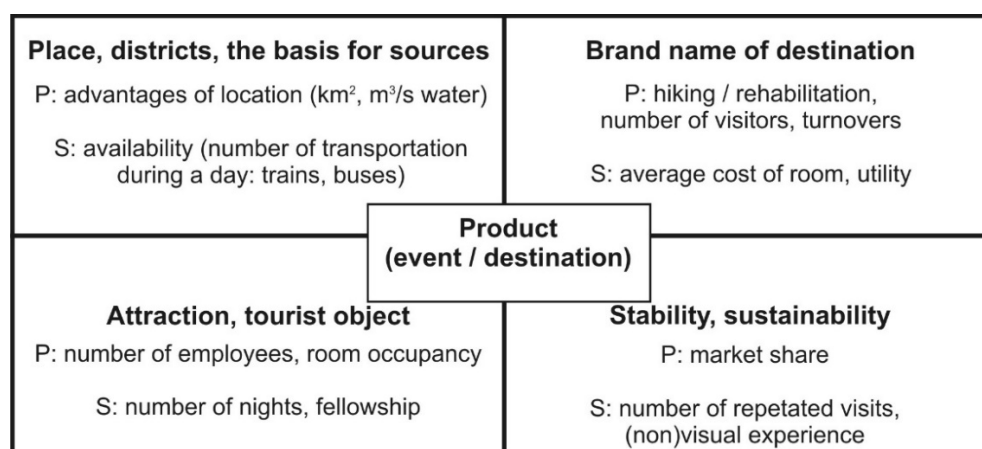 Place, districts, the basis for sources
P: advantages of location (km², m³/s water)
S: availability (number of transportation
during a day: trains, buses)
Brand name of destination
P: hiking / rehabilitation,
number of visitors, turnovers
S: average cost of room, utility
Product
(event / destination)
Attraction, tourist object
P: number of employees, room occupancy
S: number of nights, fellowship
Stability, sustainability
P: market share
S: number of repetated visits,
(non)visual experience